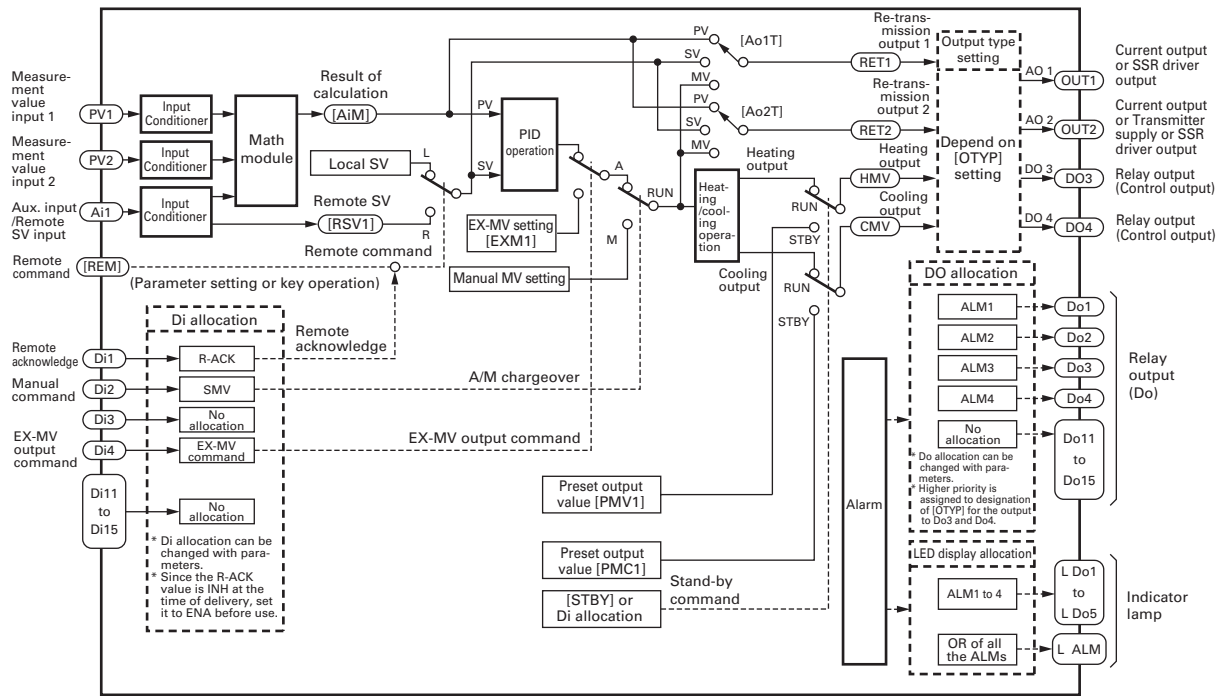 Measure-
ment
value
input 1
PV1
Input
Conditioner
Math
module
Result of
calculation
[AiM]
PV
SV
PID
operation
Measure-
ment
value
input 2
PV2
Input
Conditioner
Local SV
L
R
Aux. input
/Remote
SV input
Ai1
Input
Conditioner
Remote SV
[RSV1]
Remote
command
[REM]
Remote command
(Parameter setting or key operation)
EX-MV setting
[EXM1]
Manual MV setting
A
M
RUN
Heat-
ing
/cool-
ing
opera-
tion
PV
SV
MV
[Ao1T]
PV
SV
MV
[Ao2T]
Heating
output
RUN
STBY
Cooling
output
RUN
STBY
Re-trans-
mission
output 1
RET1
Re-trans-
mission
output 2
RET2
Heating
output
HMV
Cooling
output
CMV
Output type
setting
Depend on
[OTYP]
setting
AO 1
OUT1
Current output
or SSR driver
output
AO 2
OUT2
Current output
or Transmitter
supply or SSR
driver output
DO 3
DO3
Relay output
(Control output)
DO 4
DO4
Relay output
(Control output)
Di allocation
Remote
acknowledge
Di1
R-ACK
Remote
acknowledge
Manual
command
Di2
SMV
A/M chargeover
Di3
No
allocation
EX-MV
output
command
Di4
EX-MV
command
EX-MV output command
Di11
to
Di15
No
allocation
* Di allocation can be
changed with para-
meters.
* Since the R-ACK
value is INH at the
time of delivery, set
it to ENA before use.
Preset output
value [PMV1]
Preset output
value [PMC1]
[STBY] or
Di allocation
Stand-by
command
Alarm
DO allocation
ALM1
Do1
ALM2
Do2
ALM3
Do3
ALM4
Do4
No
allocation
Do11
to
Do15
Relay
output
(Do)
* Do allocation can be
changed with para-
meters.
* Higher priority is
assigned to designation
of [OTYP] for the output
to Do3 and Do4.
LED display allocation
ALM1 to 4
L Do1
to
L Do5
OR of all
the ALMs
L ALM
Indicator
lamp